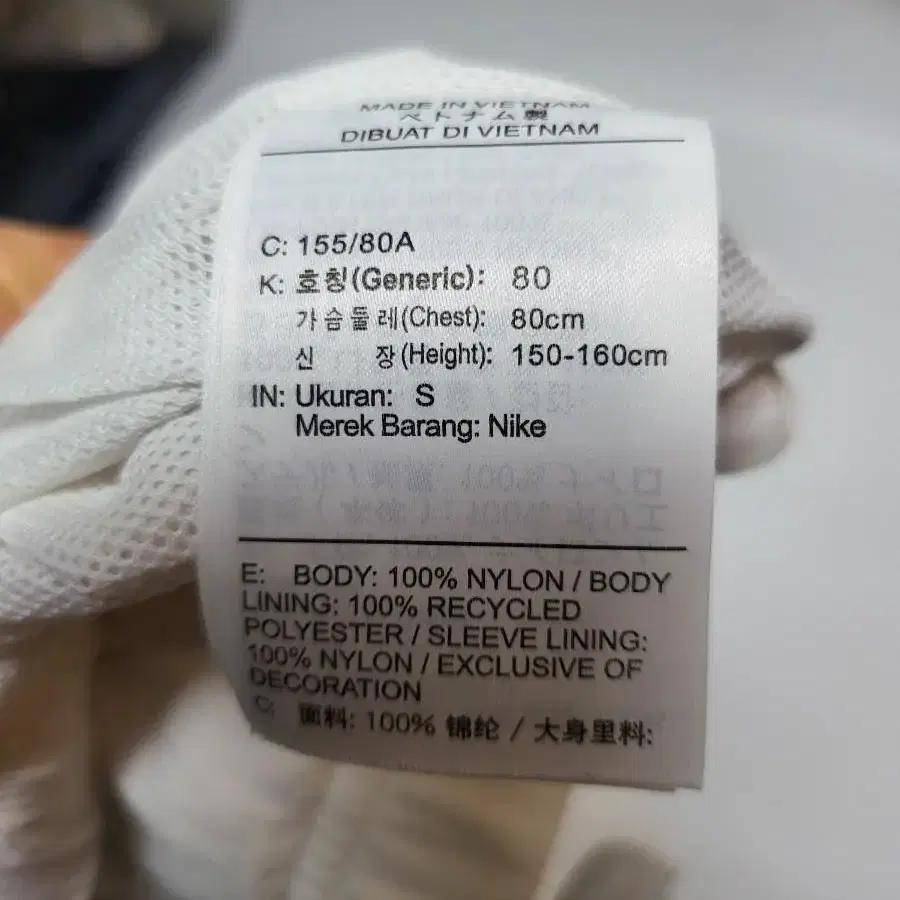 MADE IN VIETNAM
ベトナム製
DIBUAT DI VIETNAM
C: 155/80A
K: 호칭(Generic): 80
가슴둘레(Chest): 80cm
신 장(Height): 150-160cm
IN: Ukuran: S
Merek Barang: Nike
E: BODY: 100% NYLON / BODY
LINING: 100% RECYCLED
POLYESTER / SLEEVE LINING:
100% NYLON / EXCLUSIVE OF
DECORATION
C: 面料: 100% 锦纶 / 大身里料: